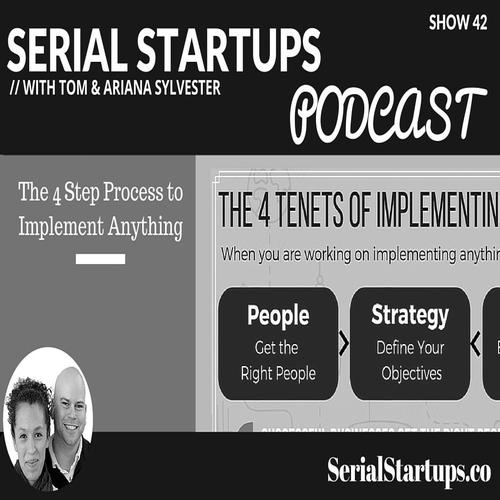 SHOW 42
SERIAL STARTUPS
// WITH TOM & ARIANA SYLVESTER
PODCAST
The 4 Step Process to
Implement Anything
THE 4 TENETS OF IMPLEMENTIN
When you are working on implementing anythin
People
Get the
Right People
Strategy
Define Your
Objectives
SerialStartups.co